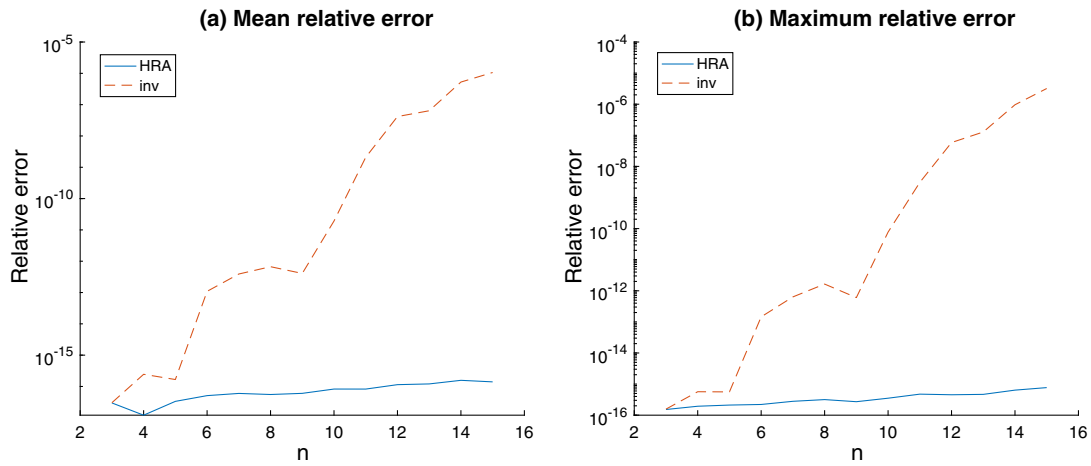 (a) Mean relative error
10^-5
10^-10
10^-15
Relative error
HRA
inv
2 4 6 8 10 12 14 16
n
(b) Maximum relative error
10^-4
10^-6
10^-8
10^-10
10^-12
10^-14
10^-16
Relative error
HRA
inv
2 4 6 8 10 12 14 16
n